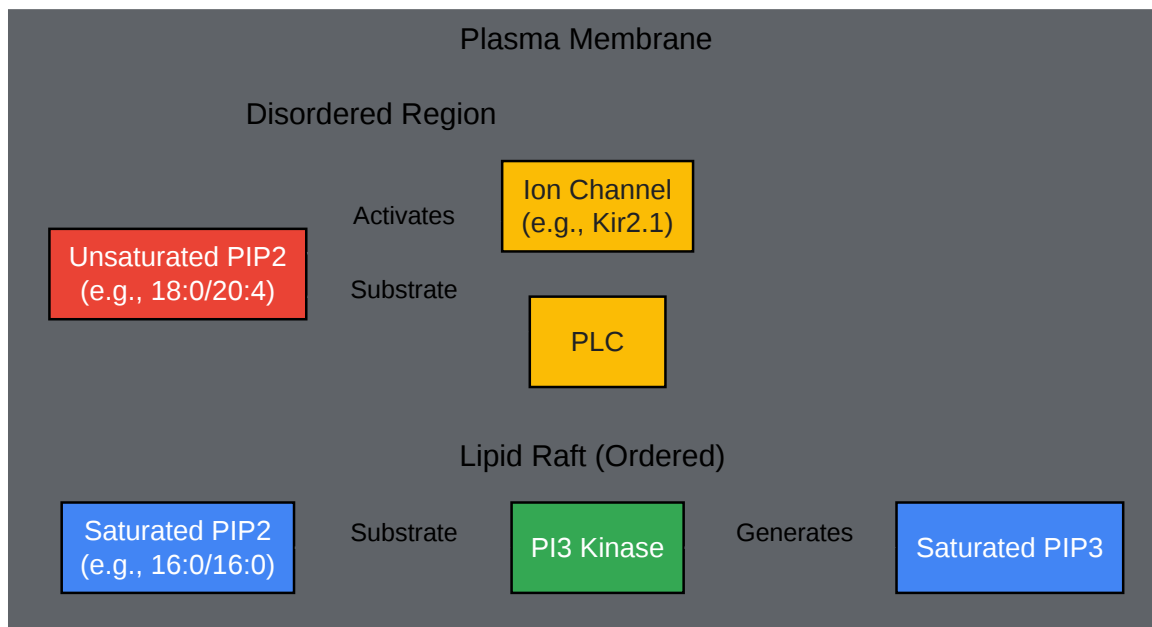 Plasma Membrane
Disordered Region
Ion Channel
(e.g., Kir2.1)
Activates
Unsaturated PIP2
(e.g., 18:0/20:4)
Substrate
PLC
Lipid Raft (Ordered)
Saturated PIP2
(e.g., 16:0/16:0)
Substrate
PI3 Kinase
Generates
Saturated PIP3